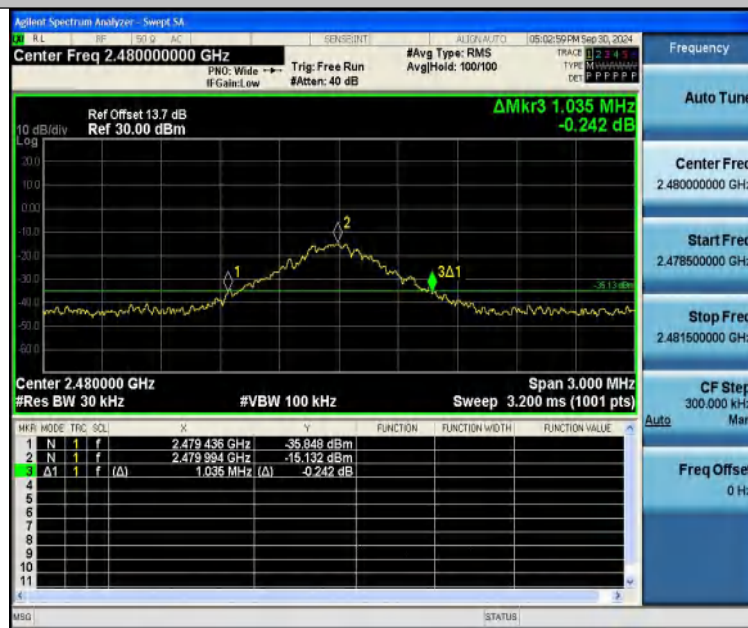 Agilent Spectrum Analyzer - Swept SA
RL RF 50 Ω AC SENSE:INT ALIGN AUTO 05:02:59 PM Sep 30, 2024
Center Freq 2.480000000 GHz
PNO: Wide
IFGain:Low
Trig: Free Run
#Atten: 40 dB
#Avg Type: RMS
Avg|Hold: 100/100
TRACE 1 2 3 4 5 6
TYPE M
DET P P P P P P
Ref Offset 13.7 dB
Ref 30.00 dBm
10 dB/div
Log
ΔMkr3 1.035 MHz
-0.242 dB
20.0
10.0
0.00
-10.0
-20.0
-30.0
-40.0
-50.0
-60.0
1
2
3Δ1
-35.13 dBm
Center 2.480000 GHz
Span 3.000 MHz
#Res BW 30 kHz
#VBW 100 kHz
Sweep 3.200 ms (1001 pts)
MKR MODE TRC SCL X Y FUNCTION FUNCTION WIDTH FUNCTION VALUE
1 N 1 f 2.479 436 GHz -35.848 dBm
2 N 1 f 2.479 994 GHz -15.132 dBm
3 Δ1 1 f (Δ) 1.035 MHz (Δ) -0.242 dB
4
5
6
7
8
9
10
11
MSG
STATUS
Frequency
Auto Tune
Center Freq
2.480000000 GHz
Start Freq
2.478500000 GHz
Stop Freq
2.481500000 GHz
CF Step
300.000 kHz
Auto Man
Freq Offset
0 Hz